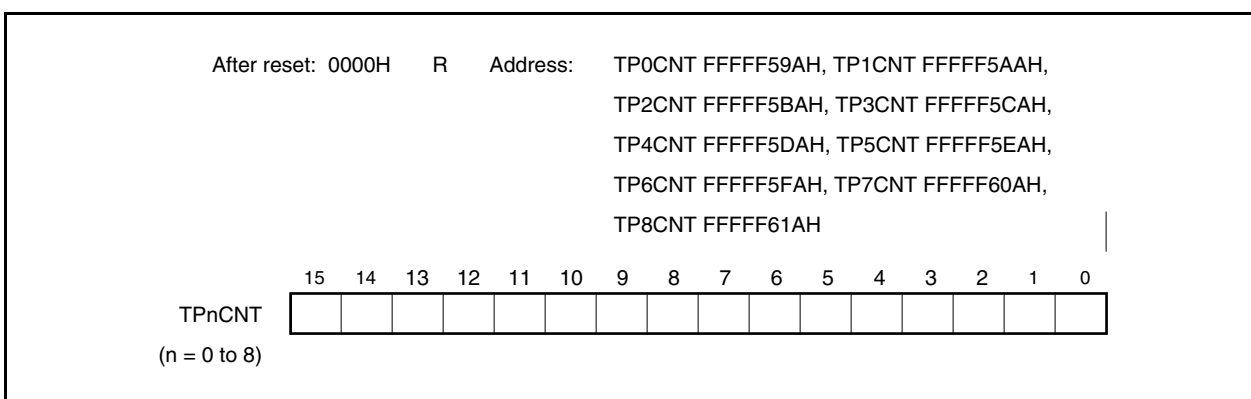 After reset: 0000H R Address: TP0CNT FFFFF59AH, TP1CNT FFFFF5AAH,
TP2CNT FFFFF5BAH, TP3CNT FFFFF5CAH,
TP4CNT FFFFF5DAH, TP5CNT FFFFF5EAH,
TP6CNT FFFFF5FAH, TP7CNT FFFFF60AH,
TP8CNT FFFFF61AH
15 14 13 12 11 10 9 8 7 6 5 4 3 2 1 0
TPnCNT
(n = 0 to 8)